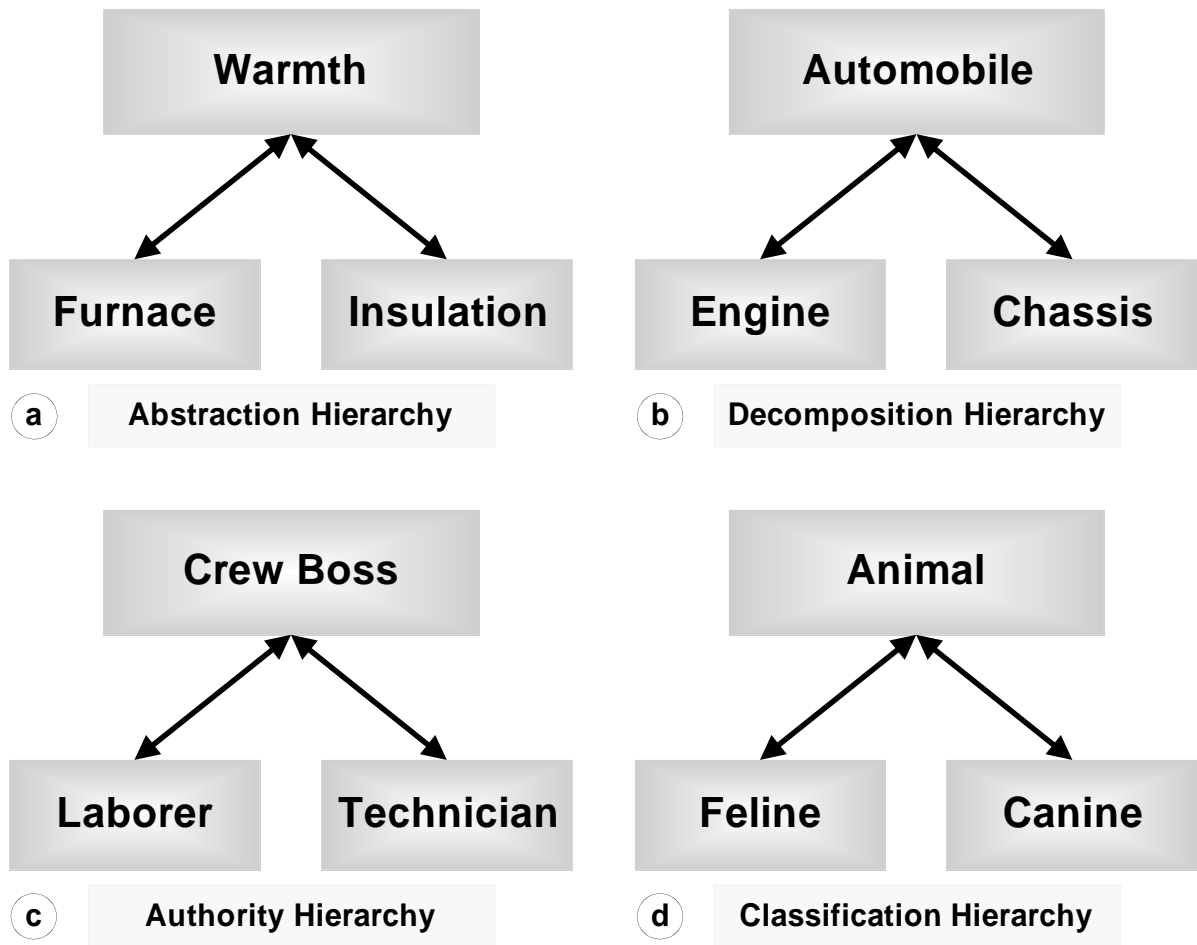 Warmth
Furnace
Insulation
a
Abstraction Hierarchy
Automobile
Engine
Chassis
b
Decomposition Hierarchy
Crew Boss
Laborer
Technician
c
Authority Hierarchy
Animal
Feline
Canine
d
Classification Hierarchy